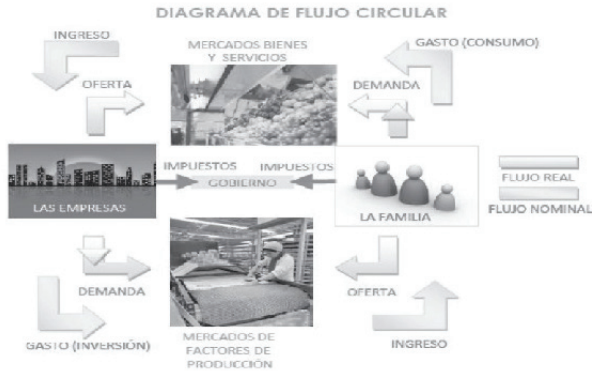 DIAGRAMA DE FLUJO CIRCULAR
INGRESO
MERCADOS BIENES
Y SERVICIOS
GASTO (CONSUMO)
OFERTA
DEMANDA
IMPUESTOS
IMPUESTOS
GOBIERNO
LAS EMPRESAS
LA FAMILIA
FLUJO REAL
FLUJO NOMINAL
DEMANDA
OFERTA
GASTO (INVERSIÓN)
MERCADOS DE
FACTORES DE
PRODUCCIÓN
INGRESO